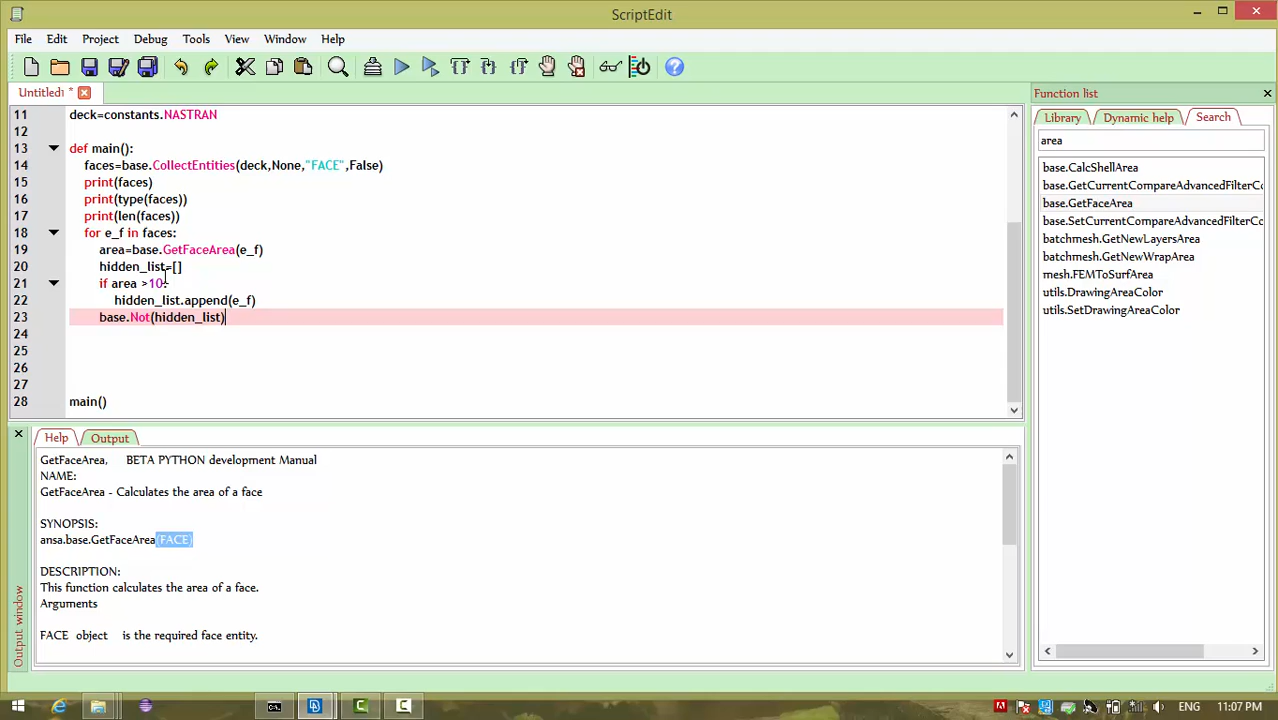 ScriptEdit
File Edit Project Debug Tools View Window Help
Untitled1 *
Function list
11 deck=constants.NASTRAN
12
13 def main():
14 faces=base.CollectEntities(deck,None,"FACE",False)
15 print(faces)
16 print(type(faces))
17 print(len(faces))
18 for e_f in faces:
19 area=base.GetFaceArea(e_f)
20 hidden_list=[]
21 if area >10:
22 hidden_list.append(e_f)
23 base.Not(hidden_list)
24
25
26
27
28 main()
Library Dynamic help Search
area
base.CalcShellArea
base.GetCurrentCompareAdvancedFilterCo
base.GetFaceArea
base.SetCurrentCompareAdvancedFilterCo
batchmesh.GetNewLayersArea
batchmesh.GetNewWrapArea
mesh.FEMToSurfArea
utils.DrawingAreaColor
utils.SetDrawingAreaColor
Output window
Help Output
GetFaceArea, BETA PYTHON development Manual
NAME:
GetFaceArea - Calculates the area of a face
SYNOPSIS:
ansa.base.GetFaceArea(FACE)
DESCRIPTION:
This function calculates the area of a face.
Arguments
FACE object is the required face entity.
ENG 11:07 PM